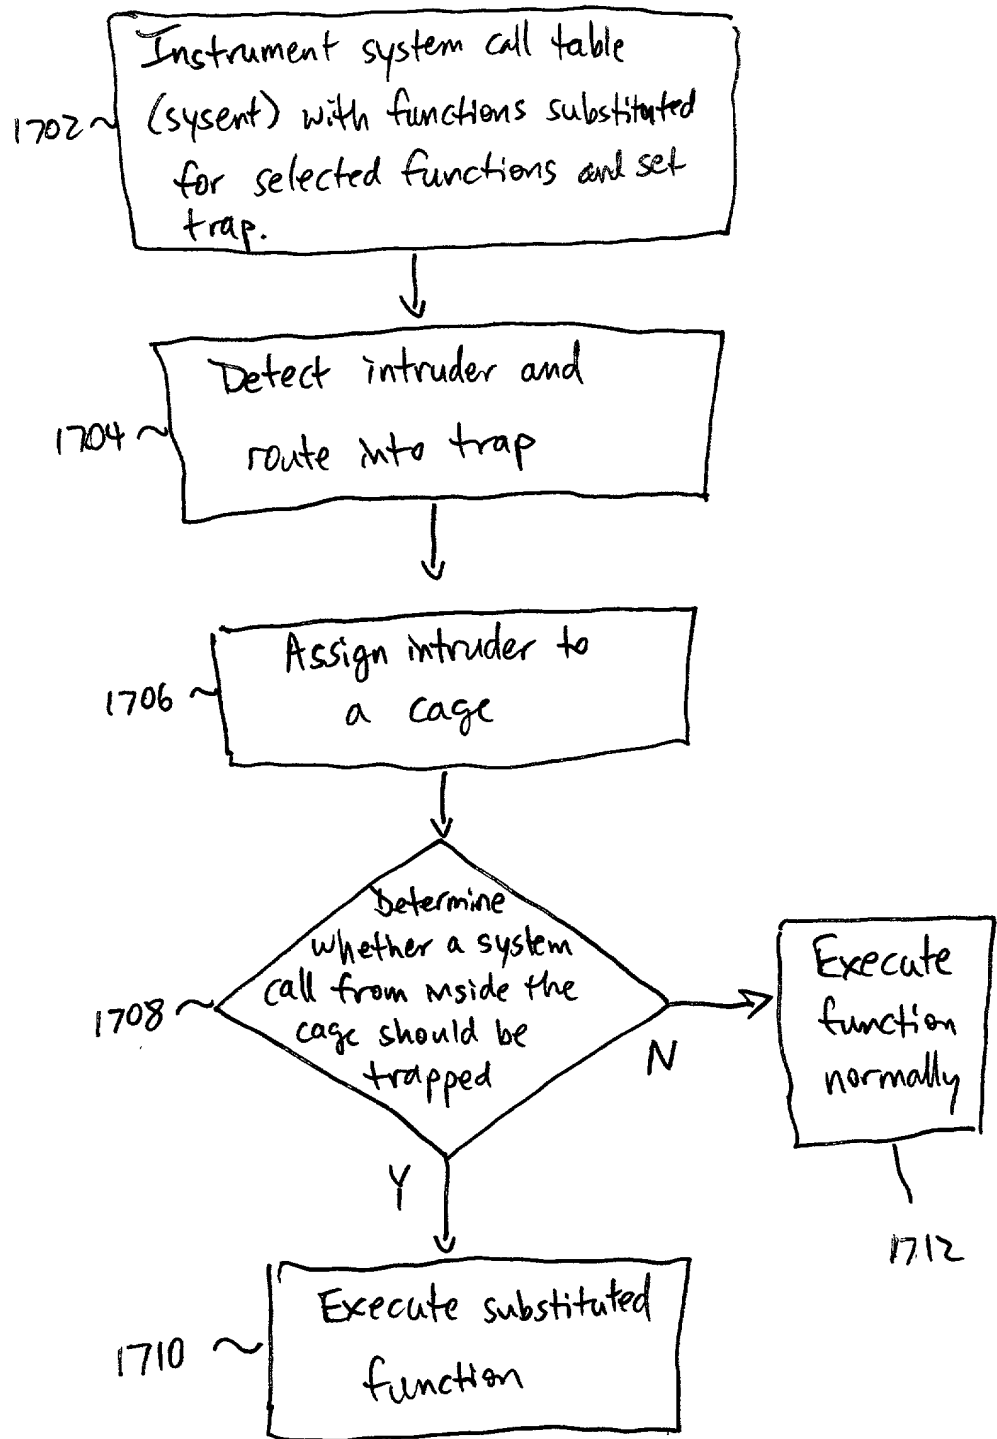 Instrument system call table
1702
(sysent) with functions substituted
for selected functions and set
trap.
Detect intruder and
1704
route into trap
Assign intruder to
1706
a cage
Determine
whether a system
call from inside the
1708
cage should be
trapped
N
Y
Execute
function
normally
1712
Execute substituted
1710
function